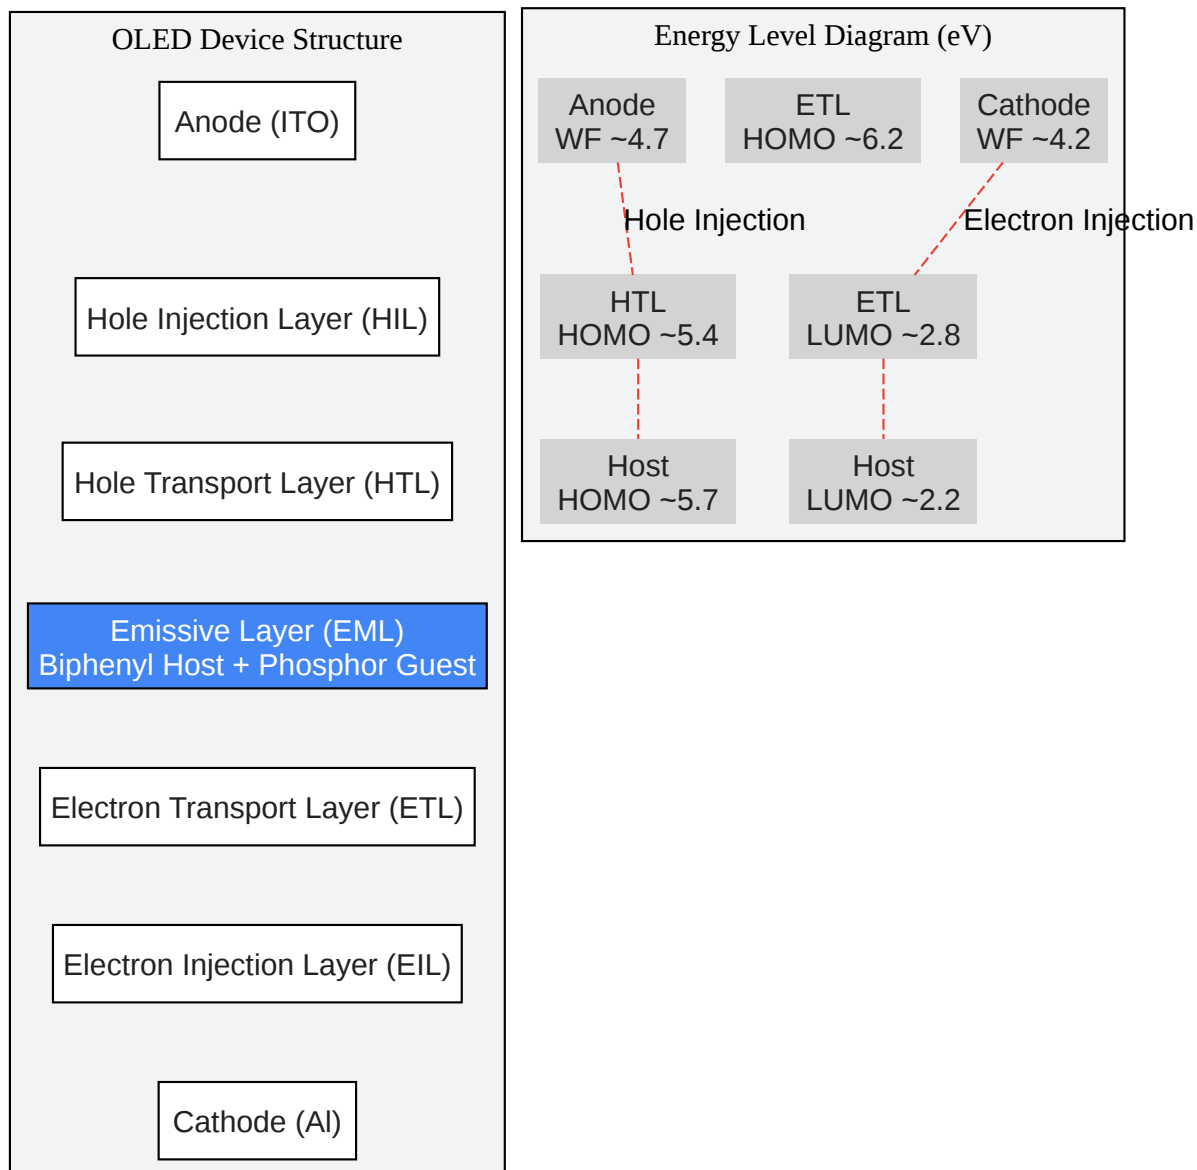 OLED Device Structure
Anode (ITO)
Hole Injection Layer (HIL)
Hole Transport Layer (HTL)
Emissive Layer (EML)
Biphenyl Host + Phosphor Guest
Electron Transport Layer (ETL)
Electron Injection Layer (EIL)
Cathode (Al)
Energy Level Diagram (eV)
Anode
WF ~4.7
ETL
HOMO ~6.2
Cathode
WF ~4.2
Hole Injection
Electron Injection
HTL
HOMO ~5.4
ETL
LUMO ~2.8
Host
HOMO ~5.7
Host
LUMO ~2.2